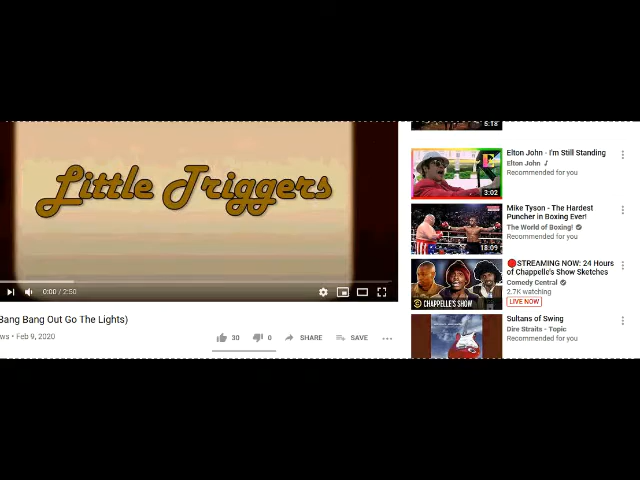 5:18
Little Triggers
0:00 / 2:50
Bang Bang Out Go The Lights)
ws • Feb 9, 2020
30
0
SHARE
SAVE
Elton John - I'm Still Standing
Elton John
Recommended for you
3:02
Mike Tyson - The Hardest
Puncher in Boxing Ever!
The World of Boxing!
Recommended for you
18:09
STREAMING NOW: 24 Hours
of Chappelle's Show Sketches
Comedy Central
2.7K watching
LIVE NOW
CHAPPELLE'S SHOW
Sultans of Swing
Dire Straits - Topic
Recommended for you